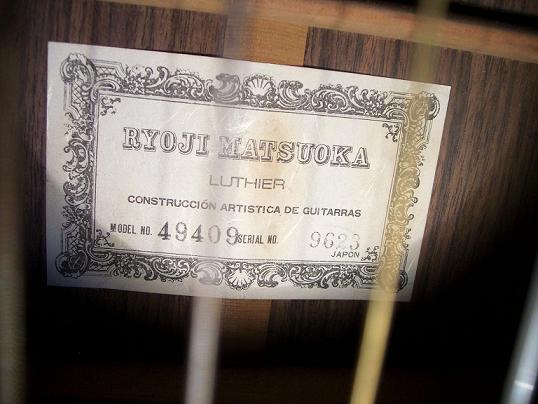 RYOJI MATSUOKA
LUTHIER
CONSTRUCCIÓN ARTISTICA DE GUITARRAS
MODEL NO. 49409 SERIAL NO. 9623
JAPON